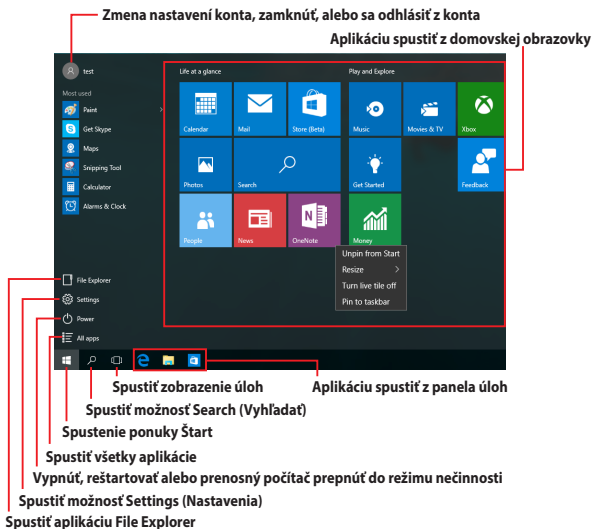 Zmena nastavení konta, zamknúť, alebo sa odhlásiť z konta
Aplikáciu spustiť z domovskej obrazovky
test
Life at a glance
Play and Explore
Most used
Paint
Get Skype
Maps
Snipping Tool
Calculator
Alarms & Clock
Calendar
Mail
Store (Beta)
Music
Movies & TV
Xbox
Photos
Search
Get Started
Feedback
People
News
OneNote
Money
Unpin from Start
Resize
Turn live tile off
Pin to taskbar
File Explorer
Settings
Power
All apps
Spustiť zobrazenie úloh
Aplikáciu spustiť z panela úloh
Spustiť možnosť Search (Vyhľadať)
Spustenie ponuky Štart
Spustiť všetky aplikácie
Vypnúť, reštartovať alebo prenosný počítač prepnúť do režimu nečinnosti
Spustiť možnosť Settings (Nastavenia)
Spustiť aplikáciu File Explorer